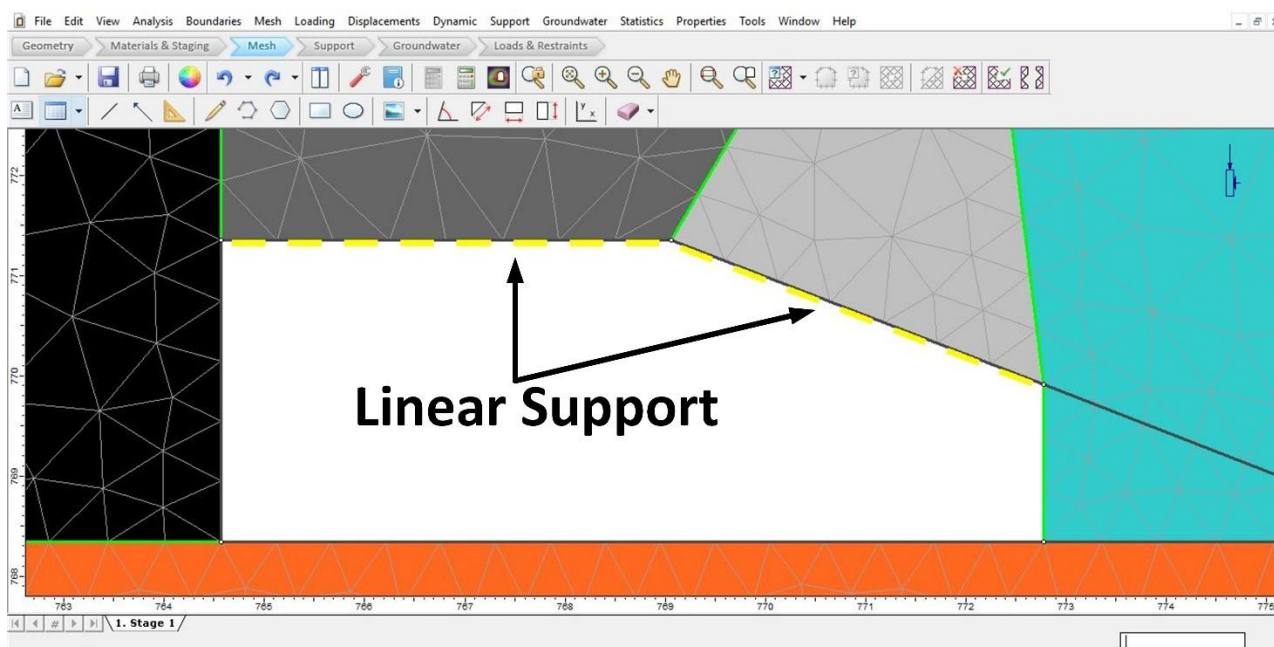 File Edit View Analysis Boundaries Mesh Loading Displacements Dynamic Support Groundwater Statistics Properties Tools Window Help
Geometry Materials & Staging Mesh Support Groundwater Loads & Restraints
772
771
770
769
768
Linear Support
763 764 765 766 767 768 769 770 771 772 773 774 775
1. Stage 1